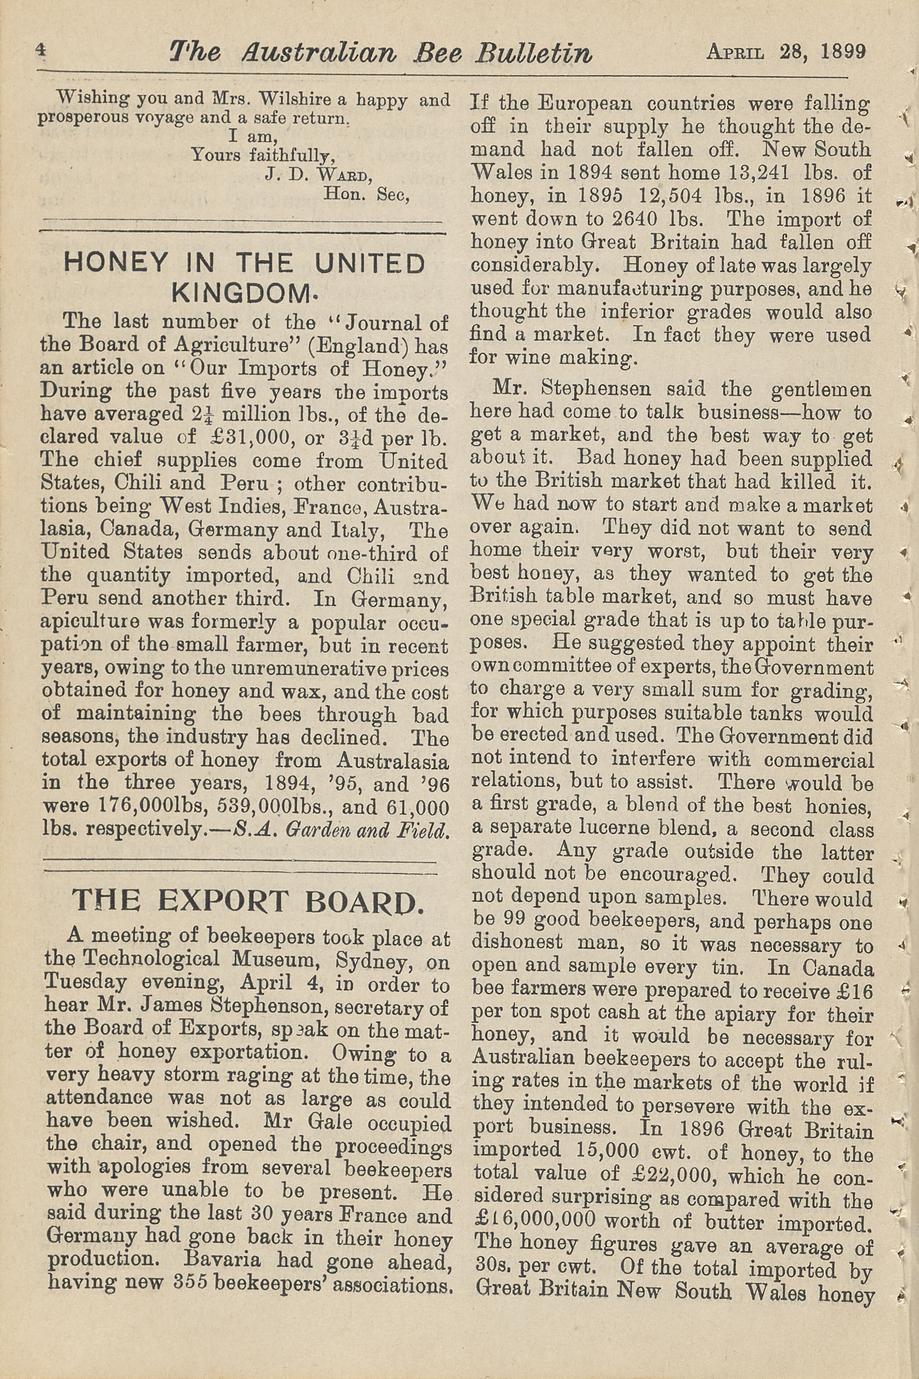 4 The Australian Bee Bulletin APRIL 28, 1899
Wishing you and Mrs. Wilshire a happy and
prosperous voyage and a safe return.
I am,
Yours faithfully,
J. D. WARD,
Hon. Sec,
HONEY IN THE UNITED
KINGDOM.
The last number of the "Journal of
the Board of Agriculture" (England) has
an article on "Our Imports of Honey."
During the past five years the imports
have averaged 2¼ million lbs., of the de-
clared value of £31,000, or 3¼d per lb.
The chief supplies come from United
States, Chili and Peru ; other contribu-
tions being West Indies, France, Austra-
lasia, Canada, Germany and Italy, The
United States sends about one-third of
the quantity imported, and Chili and
Peru send another third. In Germany,
apiculture was formerly a popular occu-
pation of the small farmer, but in recent
years, owing to the unremunerative prices
obtained for honey and wax, and the cost
of maintaining the bees through bad
seasons, the industry has declined. The
total exports of honey from Australasia
in the three years, 1894, '95, and '96
were 176,000lbs, 539,000lbs., and 61,000
lbs. respectively.—S.A. Garden and Field.
THE EXPORT BOARD.
A meeting of beekeepers took place at
the Technological Museum, Sydney, on
Tuesday evening, April 4, in order to
hear Mr. James Stephenson, secretary of
the Board of Exports, speak on the mat-
ter of honey exportation. Owing to a
very heavy storm raging at the time, the
attendance was not as large as could
have been wished. Mr Gale occupied
the chair, and opened the proceedings
with apologies from several beekeepers
who were unable to be present. He
said during the last 30 years France and
Germany had gone back in their honey
production. Bavaria had gone ahead,
having new 355 beekeepers' associations.
If the European countries were falling
off in their supply he thought the de-
mand had not fallen off. New South
Wales in 1894 sent home 13,241 lbs. of
honey, in 1895 12,504 lbs., in 1896 it
went down to 2640 lbs. The import of
honey into Great Britain had fallen off
considerably. Honey of late was largely
used for manufacturing purposes, and he
thought the inferior grades would also
find a market. In fact they were used
for wine making.
Mr. Stephensen said the gentlemen
here had come to talk business—how to
get a market, and the best way to get
about it. Bad honey had been supplied
to the British market that had killed it.
We had now to start and make a market
over again. They did not want to send
home their very worst, but their very
best honey, as they wanted to get the
British table market, and so must have
one special grade that is up to table pur-
poses. He suggested they appoint their
own committee of experts, the Government
to charge a very small sum for grading,
for which purposes suitable tanks would
be erected and used. The Government did
not intend to interfere with commercial
relations, but to assist. There would be
a first grade, a blend of the best honies,
a separate lucerne blend, a second class
grade. Any grade outside the latter
should not be encouraged. They could
not depend upon samples. There would
be 99 good beekeepers, and perhaps one
dishonest man, so it was necessary to
open and sample every tin. In Canada
bee farmers were prepared to receive £16
per ton spot cash at the apiary for their
honey, and it would be necessary for
Australian beekeepers to accept the rul-
ing rates in the markets of the world if
they intended to persevere with the ex-
port business. In 1896 Great Britain
imported 15,000 cwt. of honey, to the
total value of £22,000, which he con-
sidered surprising as compared with the
£16,000,000 worth of butter imported.
The honey figures gave an average of
30s. per cwt. Of the total imported by
Great Britain New South Wales honey